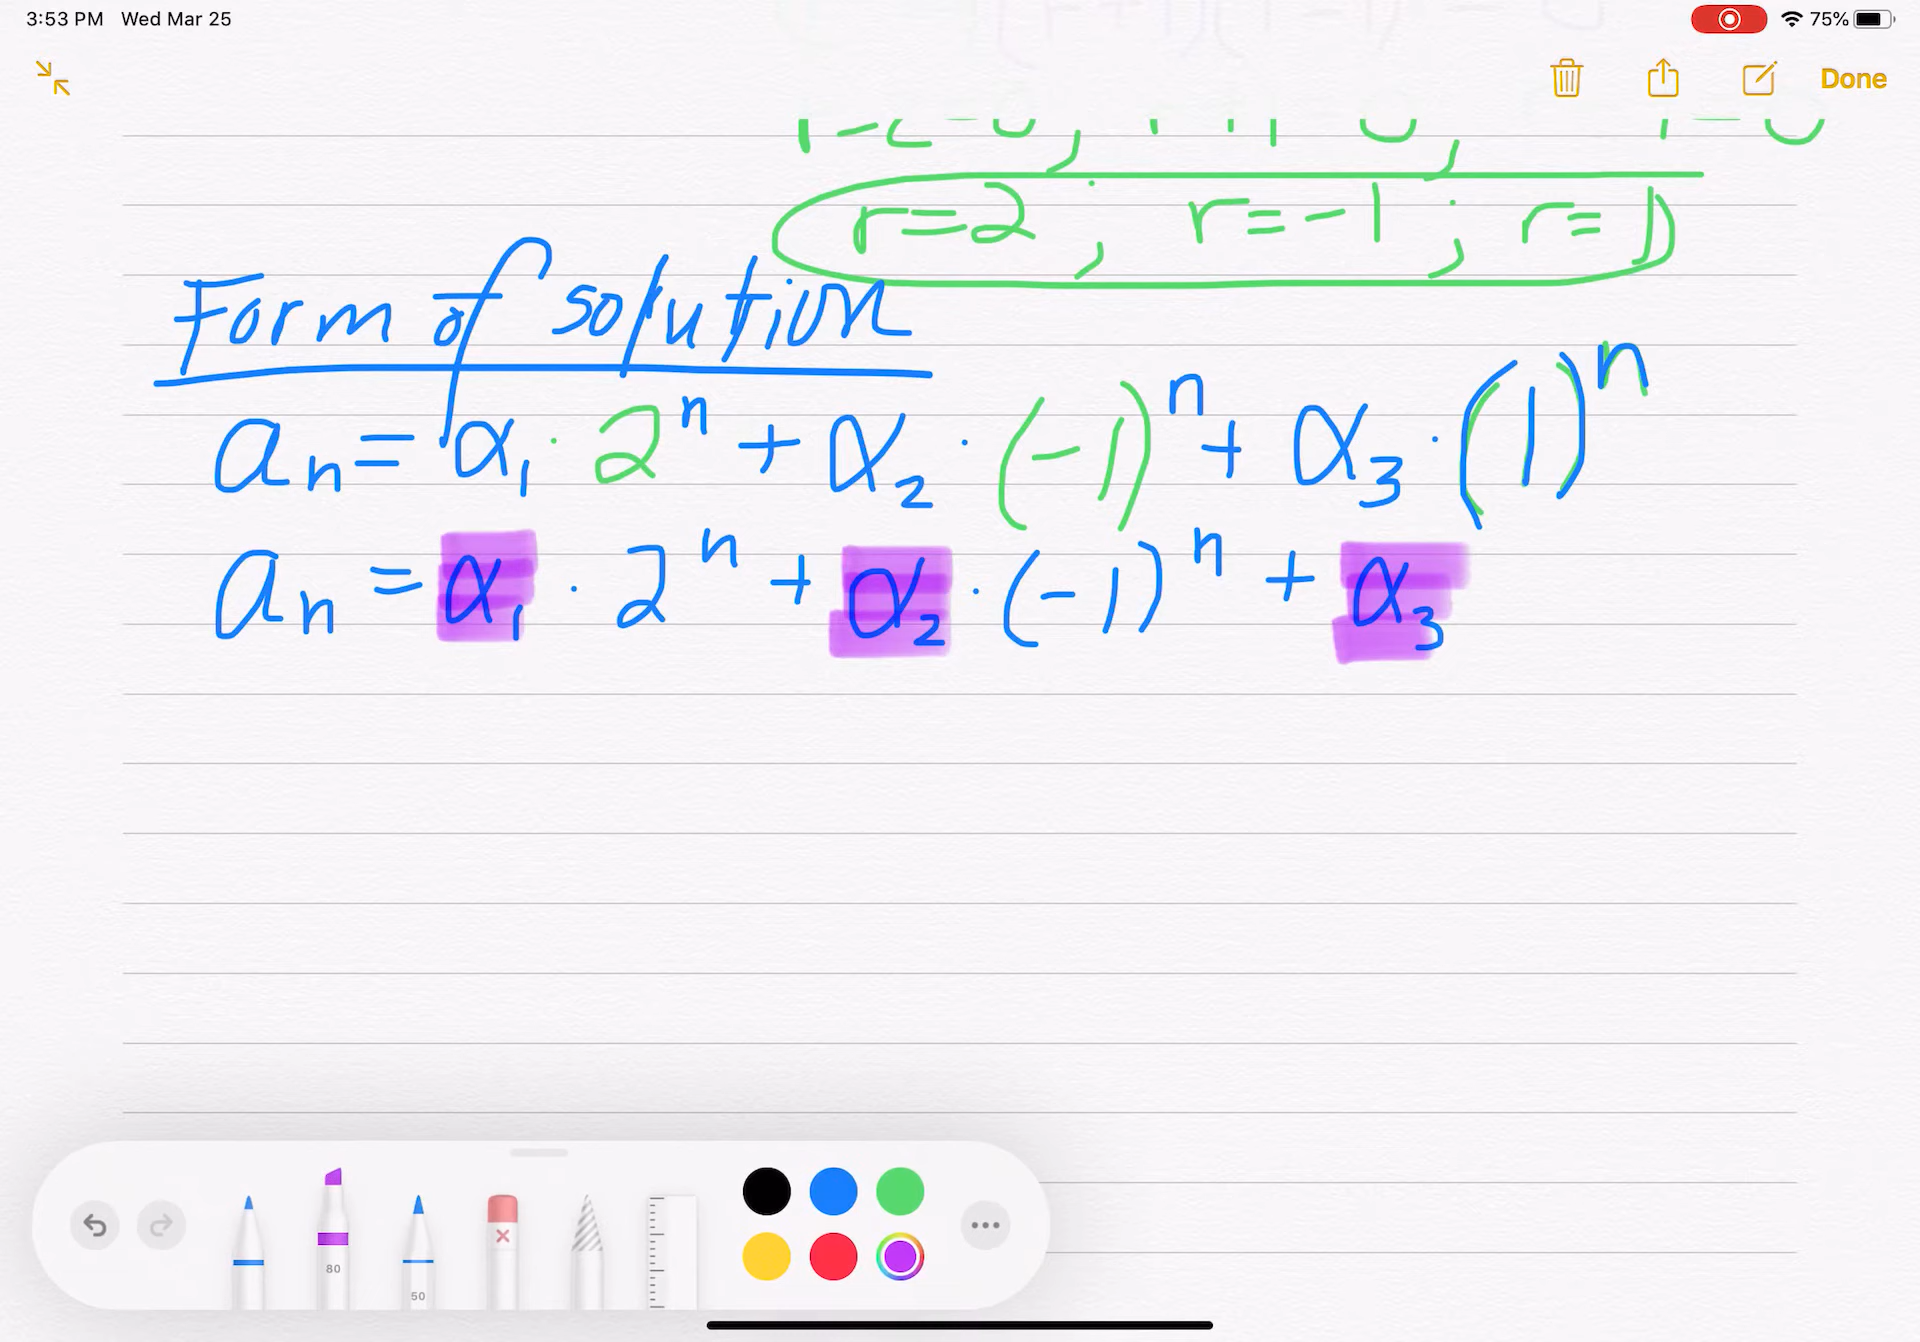 3:53 PM Wed Mar 25 75%
Done
r=2 ; r=-1 ; r=1
Form of solution
aₙ = α₁ · 2ⁿ + α₂ · (-1)ⁿ + α₃ · (1)ⁿ
aₙ = α₁ · 2ⁿ + α₂ · (-1)ⁿ + α₃
80
50